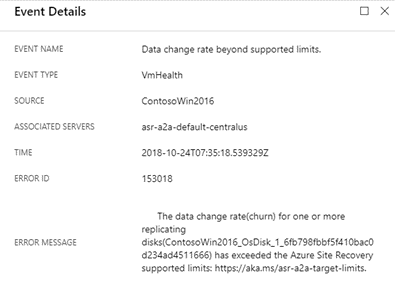 Event Details
EVENT NAME Data change rate beyond supported limits.
EVENT TYPE VmHealth
SOURCE ContosoWin2016
ASSOCIATED SERVERS asr-a2a-default-centralus
TIME 2018-10-24T07:35:18.539329Z
ERROR ID 153018
The data change rate(churn) for one or more
replicating
disks(ContosoWin2016_OsDisk_1_6fb798fbbf5f410bac0
ERROR MESSAGE d234ad4511666) has exceeded the Azure Site Recovery
supported limits: https://aka.ms/asr-a2a-target-limits.